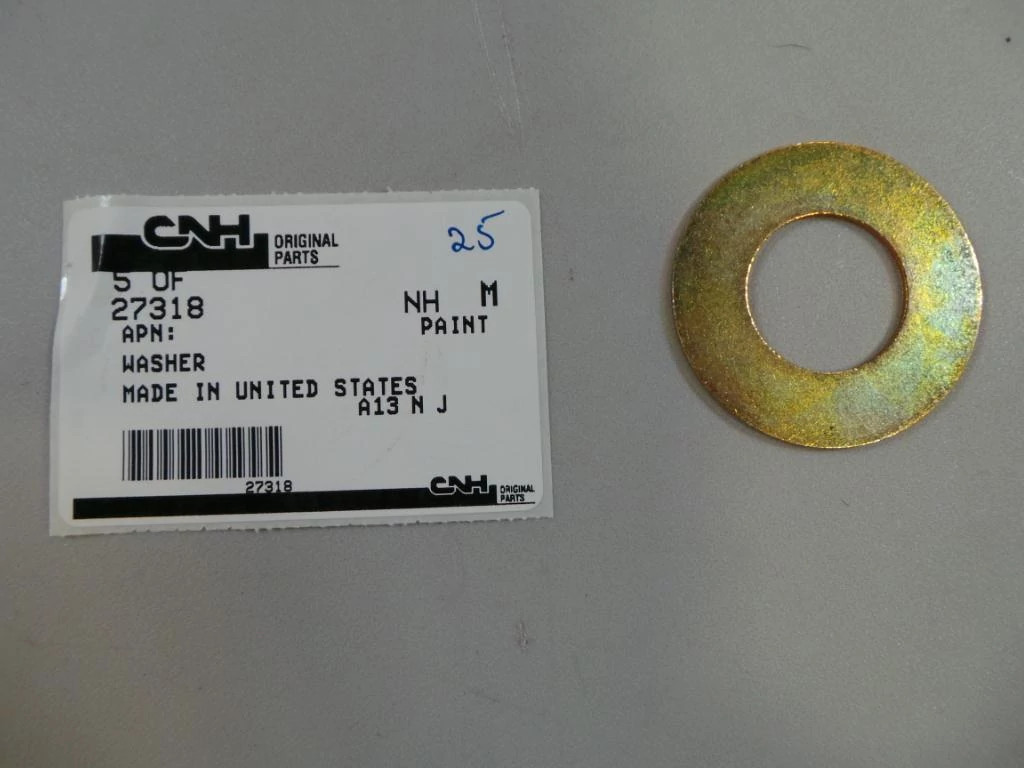 CNH ORIGINAL PARTS
25
5 OF
27318 NH M
APN: PAINT
WASHER
MADE IN UNITED STATES
A13 N J
27318
CNH ORIGINAL PARTS